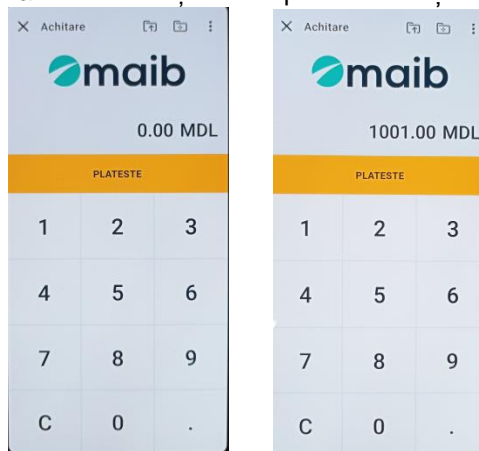 Achitare
maib
0.00 MDL
PLATESTE
1 2 3
4 5 6
7 8 9
C 0 .
Achitare
maib
1001.00 MDL
PLATESTE
1 2 3
4 5 6
7 8 9
C 0 .